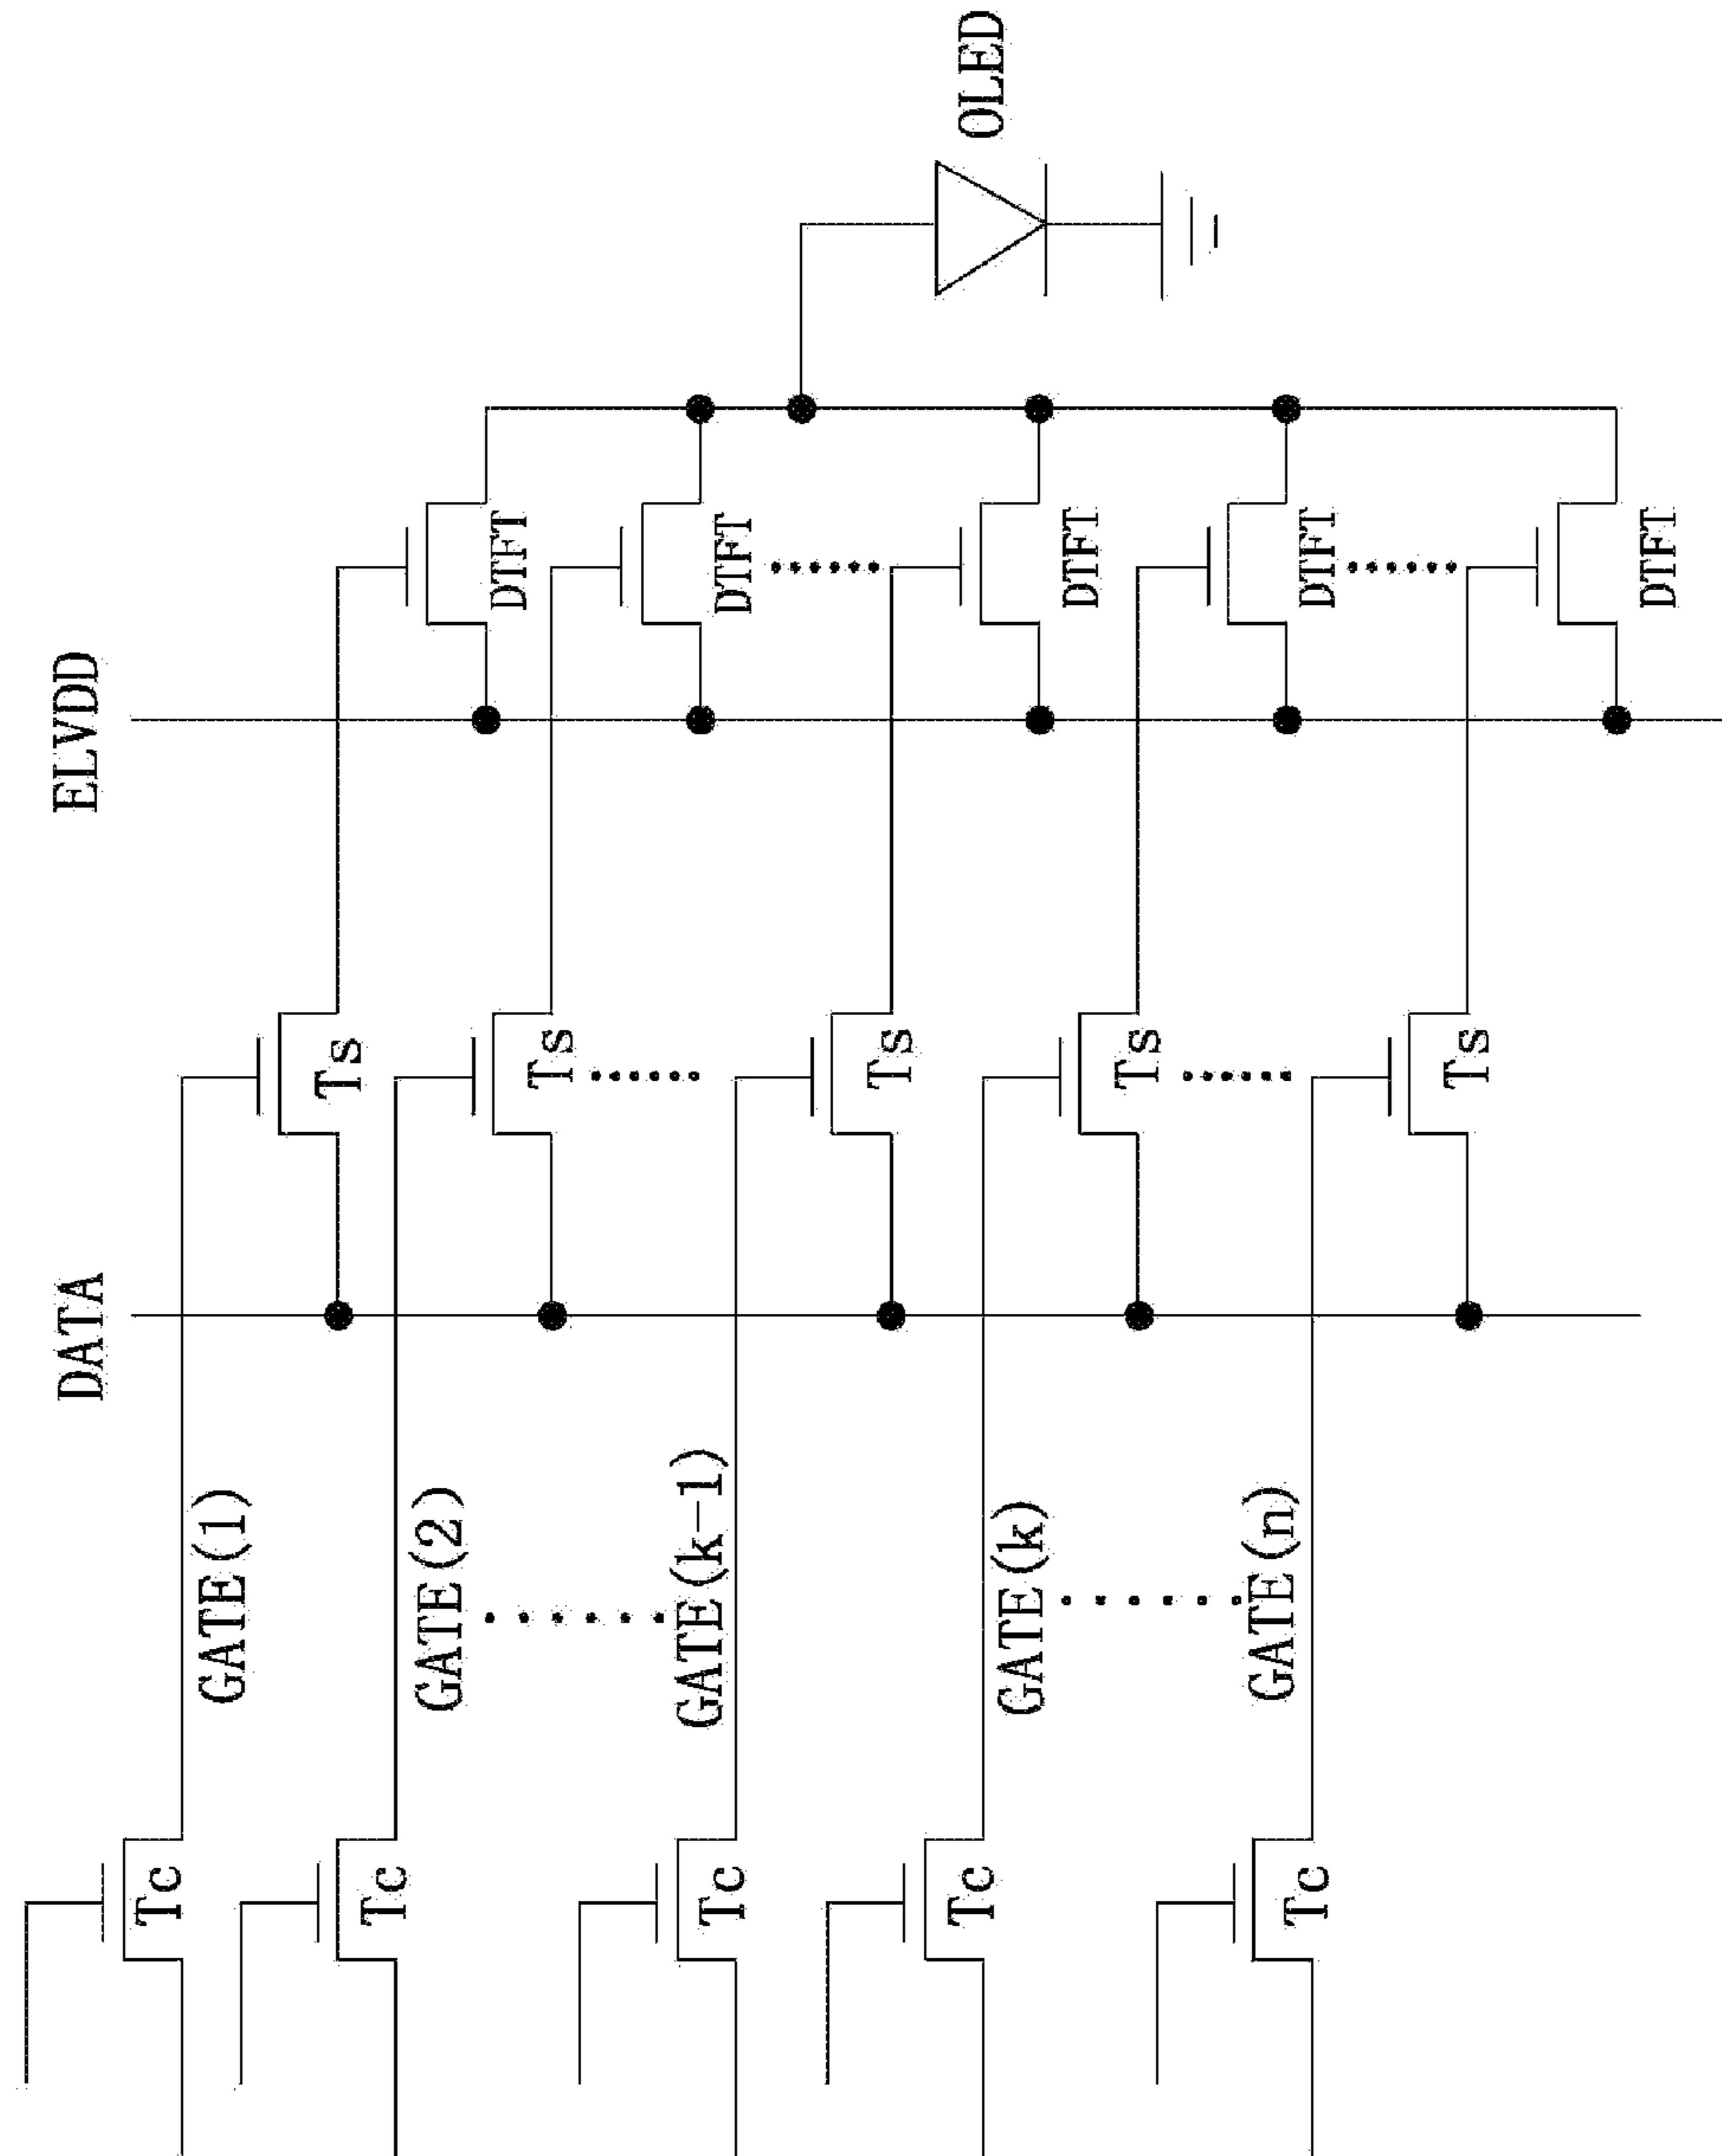 DATA
ELVDD
OLED
GATE(1)
GATE(2)
GATE(k-1)
GATE(k)
GATE(n)
Tc
Tc
Tc
Tc
Tc
Ts
Ts
Ts
Ts
Ts
DTFT
DTFT
DTFT
DTFT
DTFT